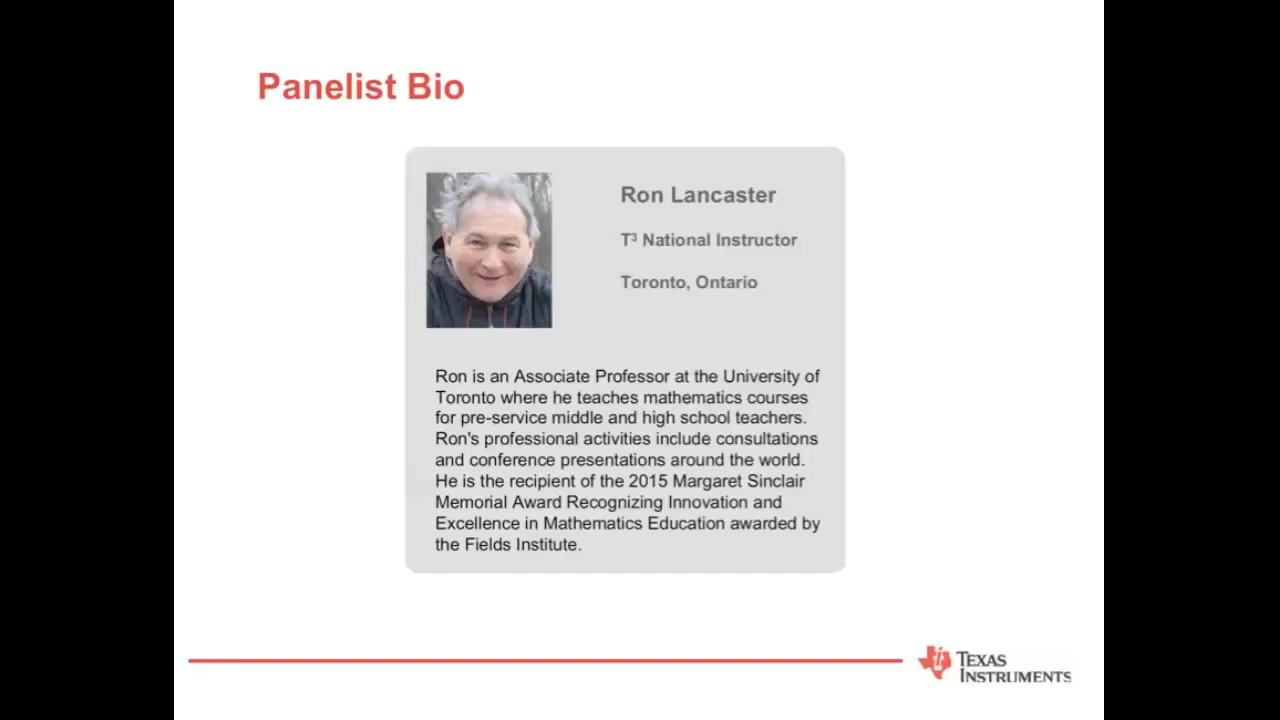 Panelist Bio
Ron Lancaster
T³ National Instructor
Toronto, Ontario
Ron is an Associate Professor at the University of
Toronto where he teaches mathematics courses
for pre-service middle and high school teachers.
Ron's professional activities include consultations
and conference presentations around the world.
He is the recipient of the 2015 Margaret Sinclair
Memorial Award Recognizing Innovation and
Excellence in Mathematics Education awarded by
the Fields Institute.
TEXAS
INSTRUMENTS